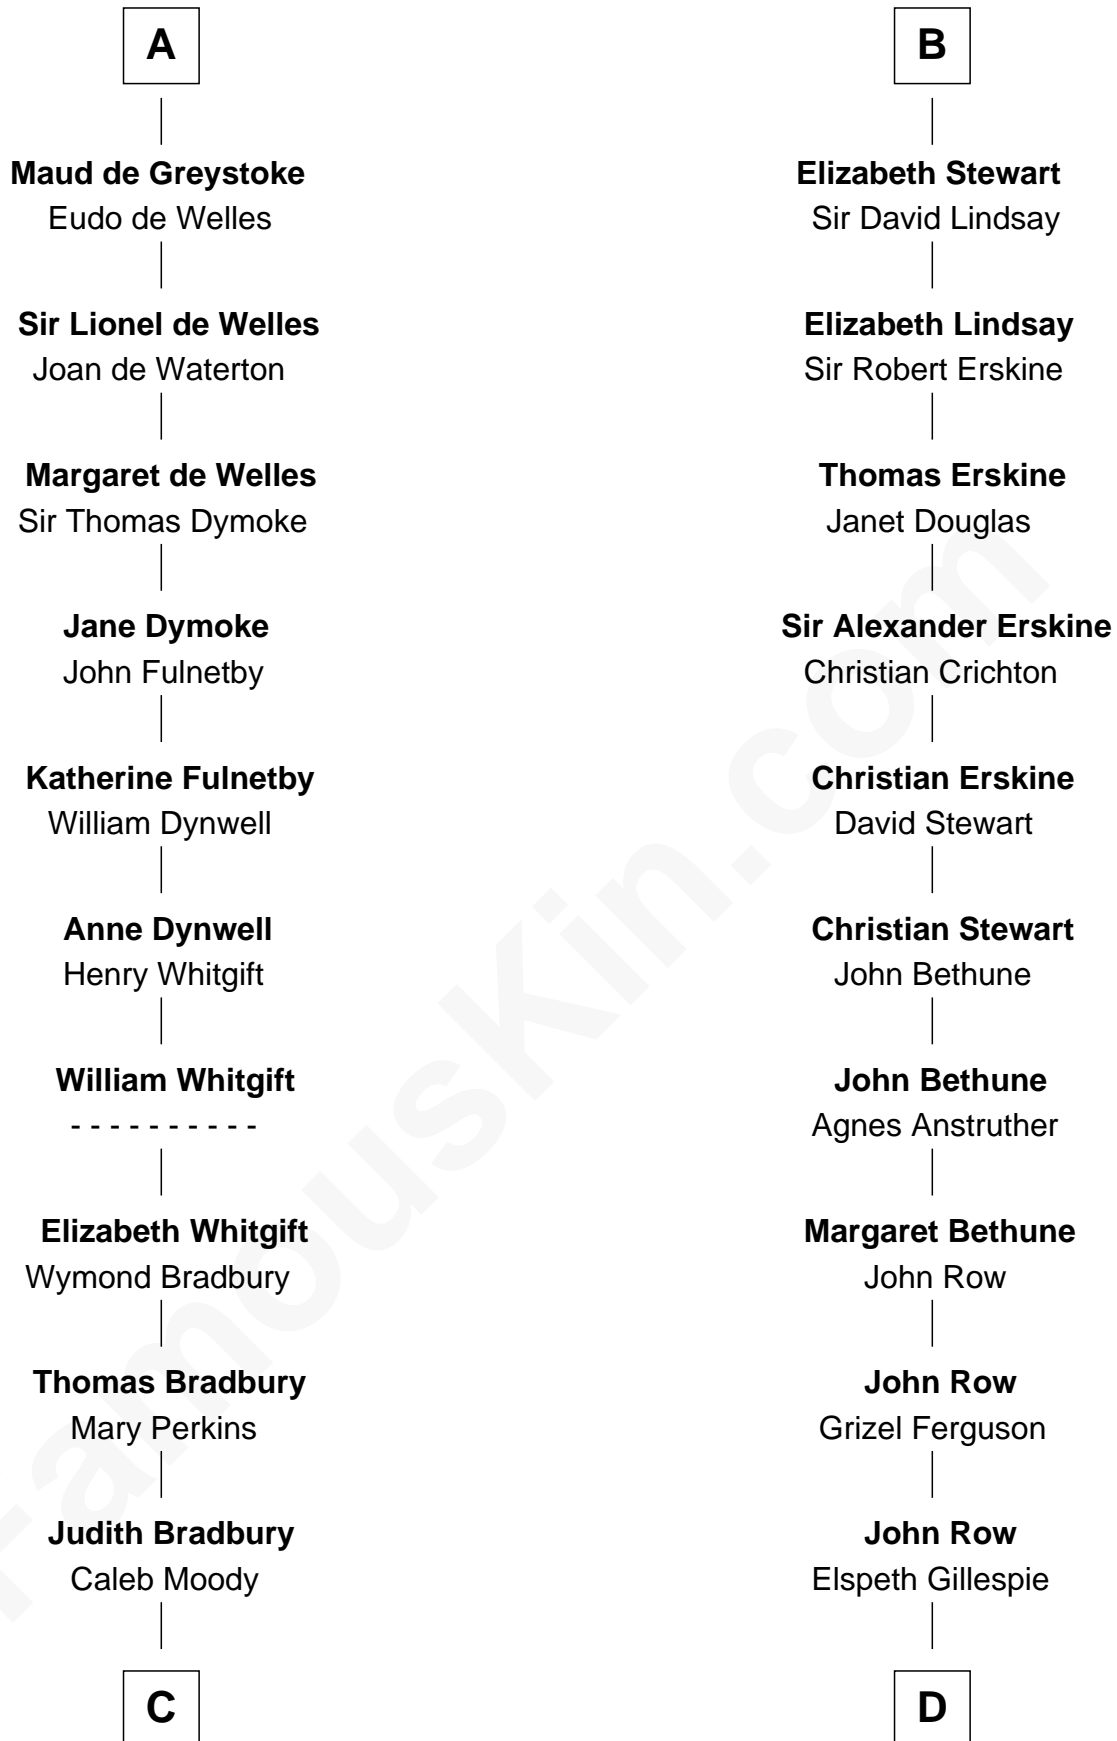 A
Maud de Greystoke
Eudo de Welles
Sir Lionel de Welles
Joan de Waterton
Margaret de Welles
Sir Thomas Dymoke
Jane Dymoke
John Fulnetby
Katherine Fulnetby
William Dynwell
Anne Dynwell
Henry Whitgift
William Whitgift
- - - - - - - - - -
Elizabeth Whitgift
Wymond Bradbury
Thomas Bradbury
Mary Perkins
Judith Bradbury
Caleb Moody
C
B
Elizabeth Stewart
Sir David Lindsay
Elizabeth Lindsay
Sir Robert Erskine
Thomas Erskine
Janet Douglas
Sir Alexander Erskine
Christian Crichton
Christian Erskine
David Stewart
Christian Stewart
John Bethune
John Bethune
Agnes Anstruther
Margaret Bethune
John Row
John Row
Grizel Ferguson
John Row
Elspeth Gillespie
D
FamousKin.com